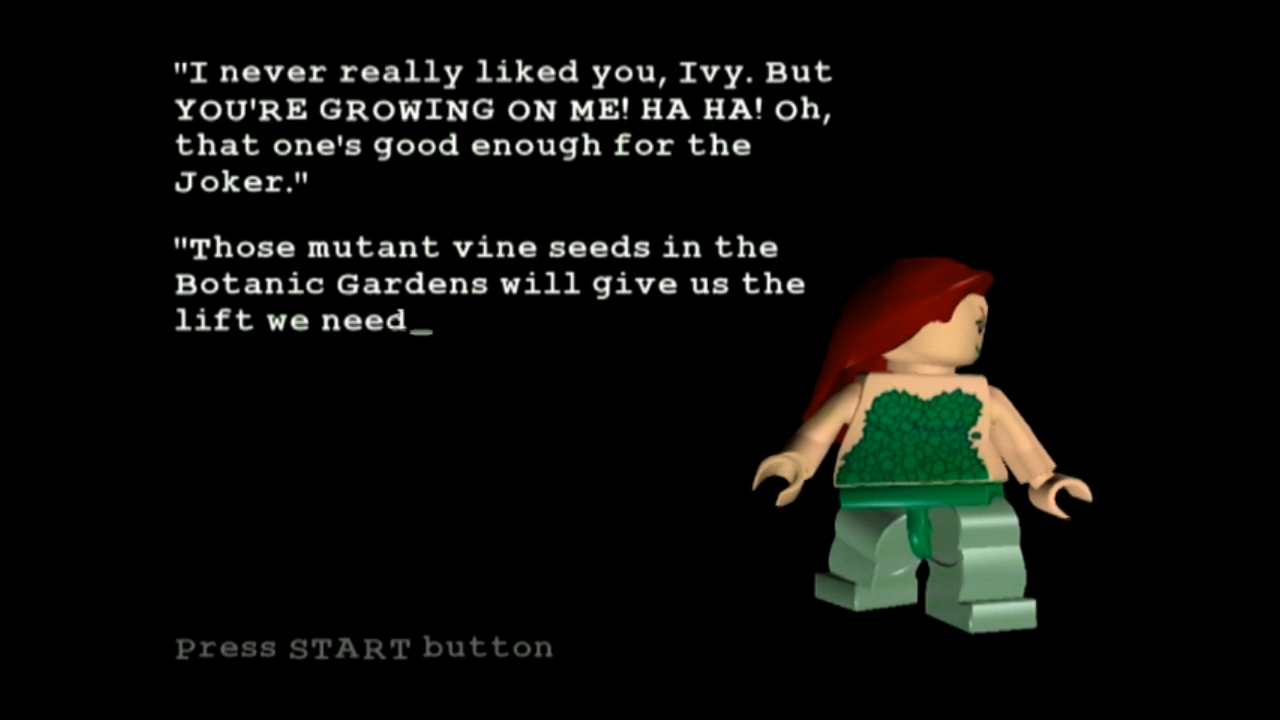 "I never really liked you, Ivy. But
YOU'RE GROWING ON ME! HA HA! Oh,
that one's good enough for the
Joker."
"Those mutant vine seeds in the
Botanic Gardens will give us the
lift we need_
Press START button